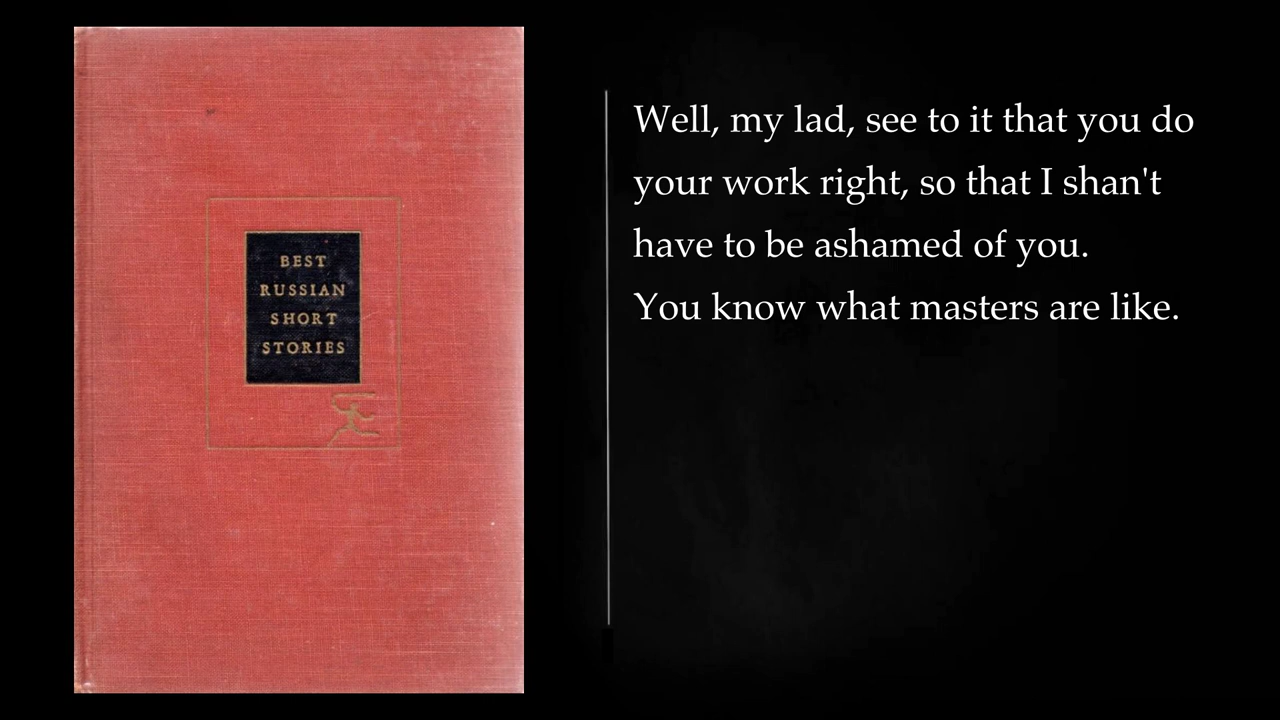 BEST
RUSSIAN
SHORT
STORIES
Well, my lad, see to it that you do
your work right, so that I shan't
have to be ashamed of you.
You know what masters are like.